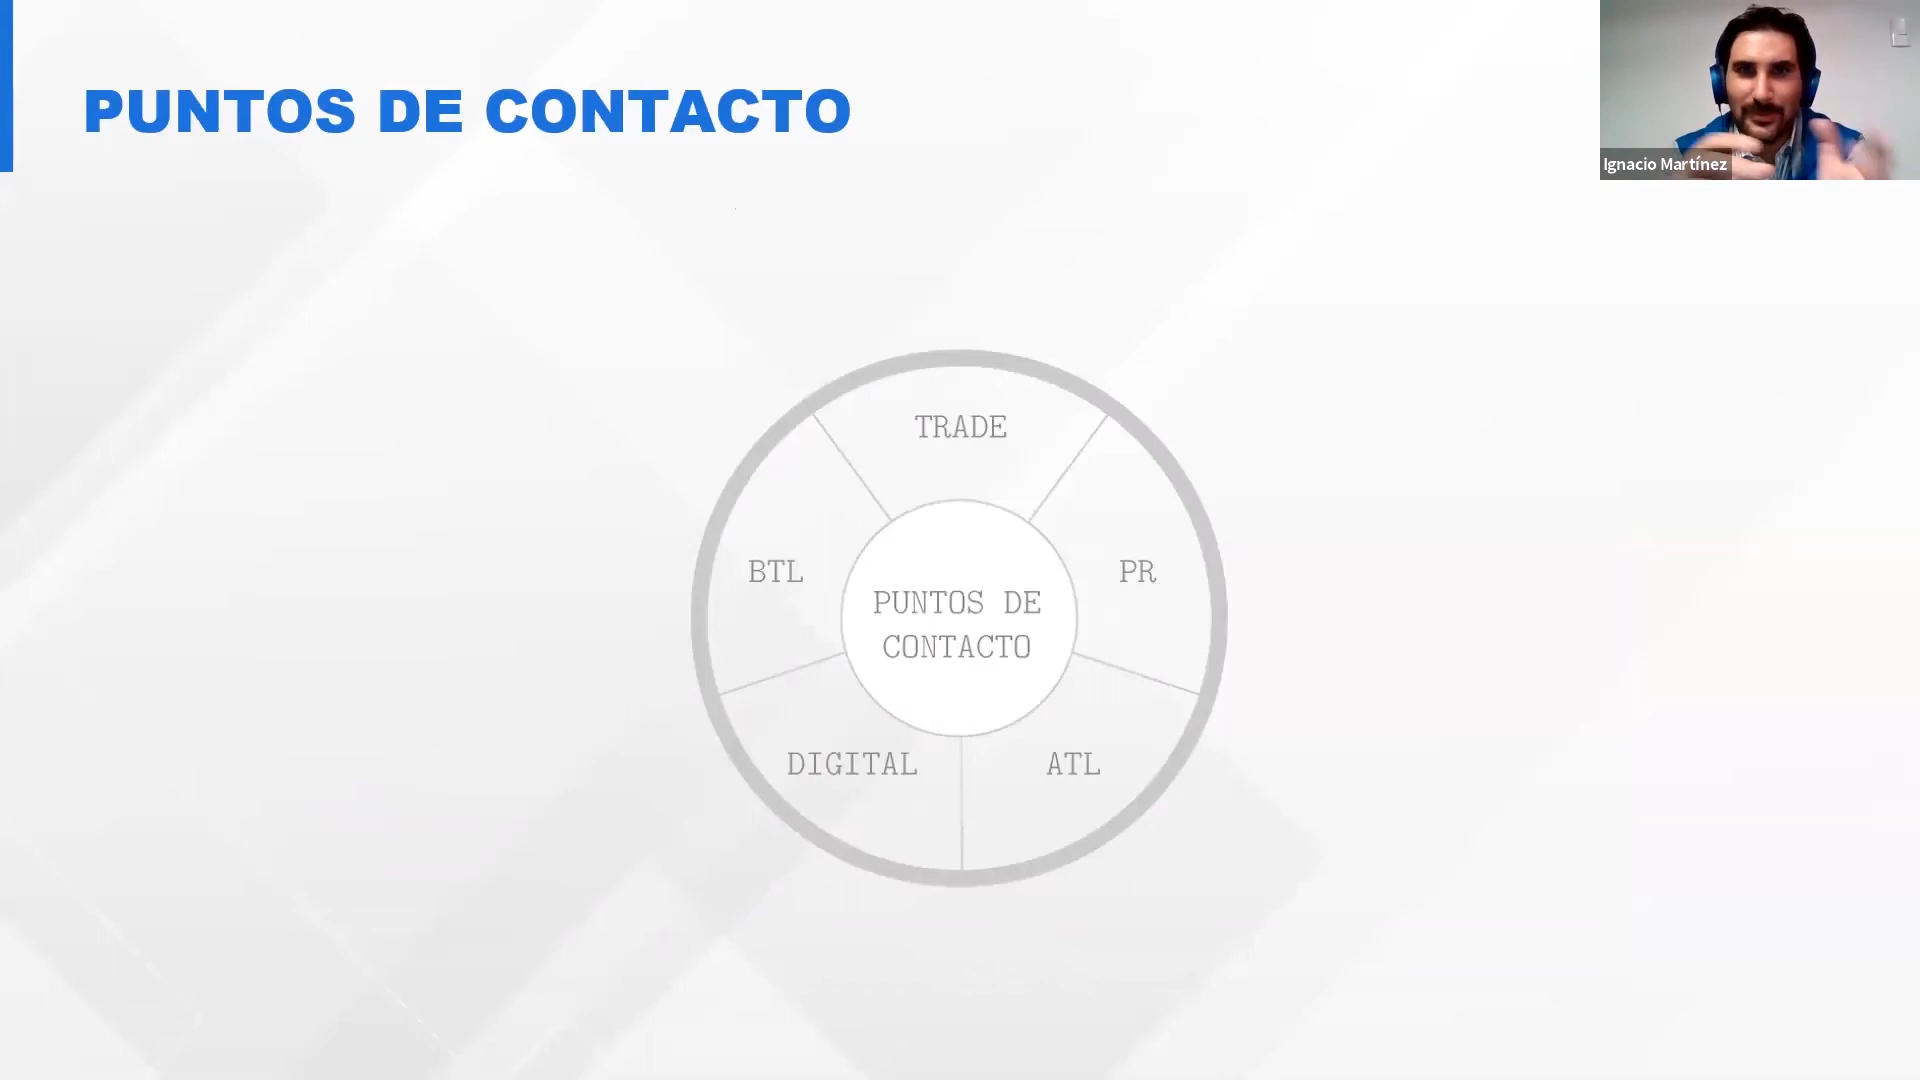 PUNTOS DE CONTACTO
Ignacio Martínez
TRADE
BTL
PR
PUNTOS DE
CONTACTO
DIGITAL
ATL